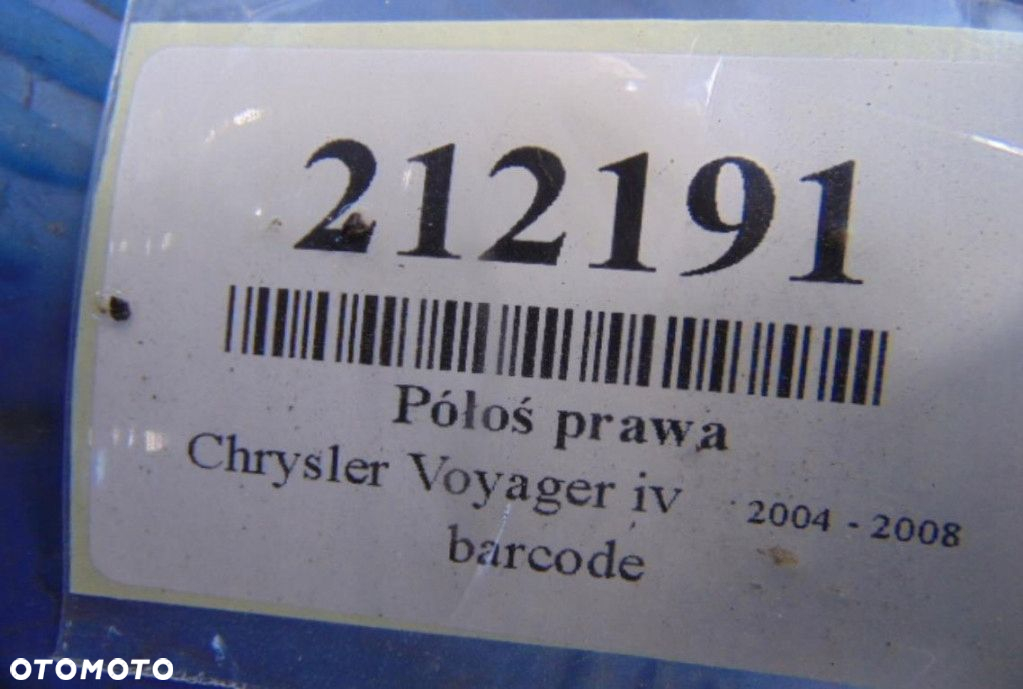 212191
Półoś prawa
Chrysler Voyager iv 2004 - 2008
barcode
OTOMOTO